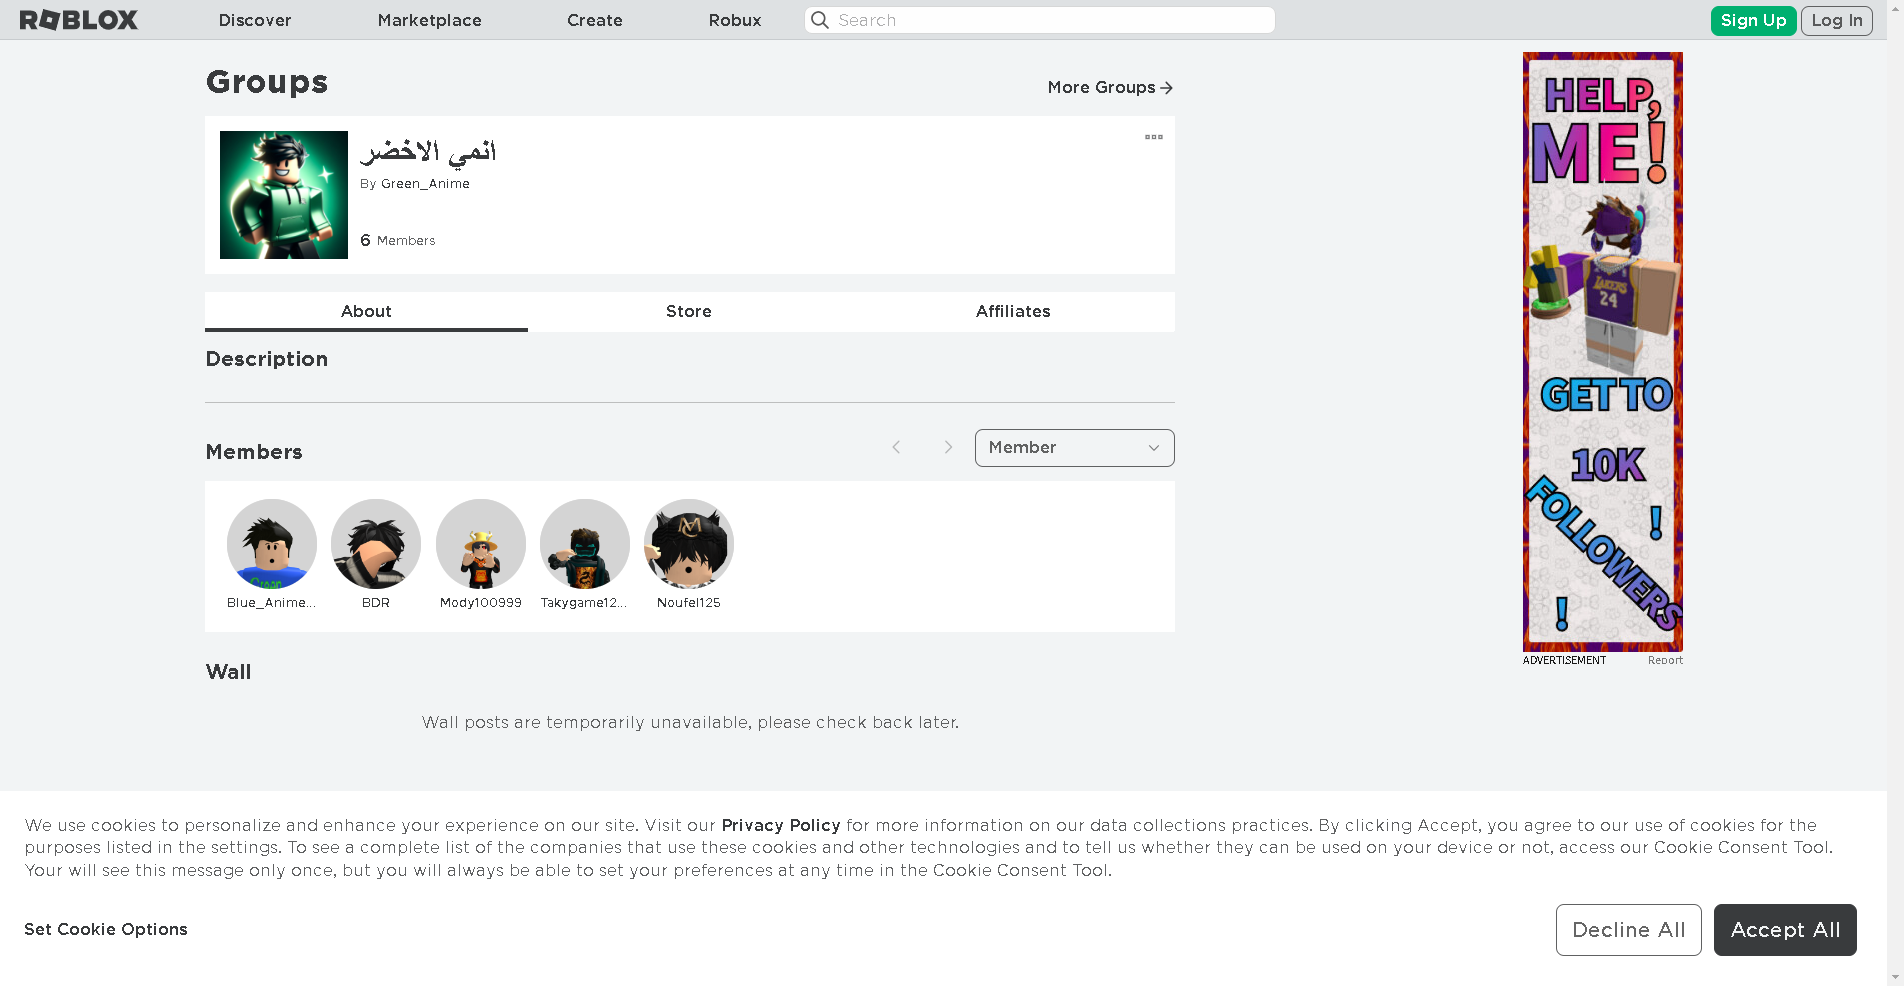 ROBLOX
Discover
Marketplace
Create
Robux
Search
Sign Up
Log In
Groups
More Groups
انمي الاخضر
By Green_Anime
6 Members
About
Store
Affiliates
Description
Members
Member
Blue_Anime...
BDR
Mody100999
Takygame12...
Noufel125
Wall
Wall posts are temporarily unavailable, please check back later.
HELP,
ME!
LAKERS
24
GET TO
10K
FOLLOWERS
!
!
ADVERTISEMENT
Report
We use cookies to personalize and enhance your experience on our site. Visit our Privacy Policy for more information on our data collections practices. By clicking Accept, you agree to our use of cookies for the
purposes listed in the settings. To see a complete list of the companies that use these cookies and other technologies and to tell us whether they can be used on your device or not, access our Cookie Consent Tool.
Your will see this message only once, but you will always be able to set your preferences at any time in the Cookie Consent Tool.
Set Cookie Options
Decline All
Accept All